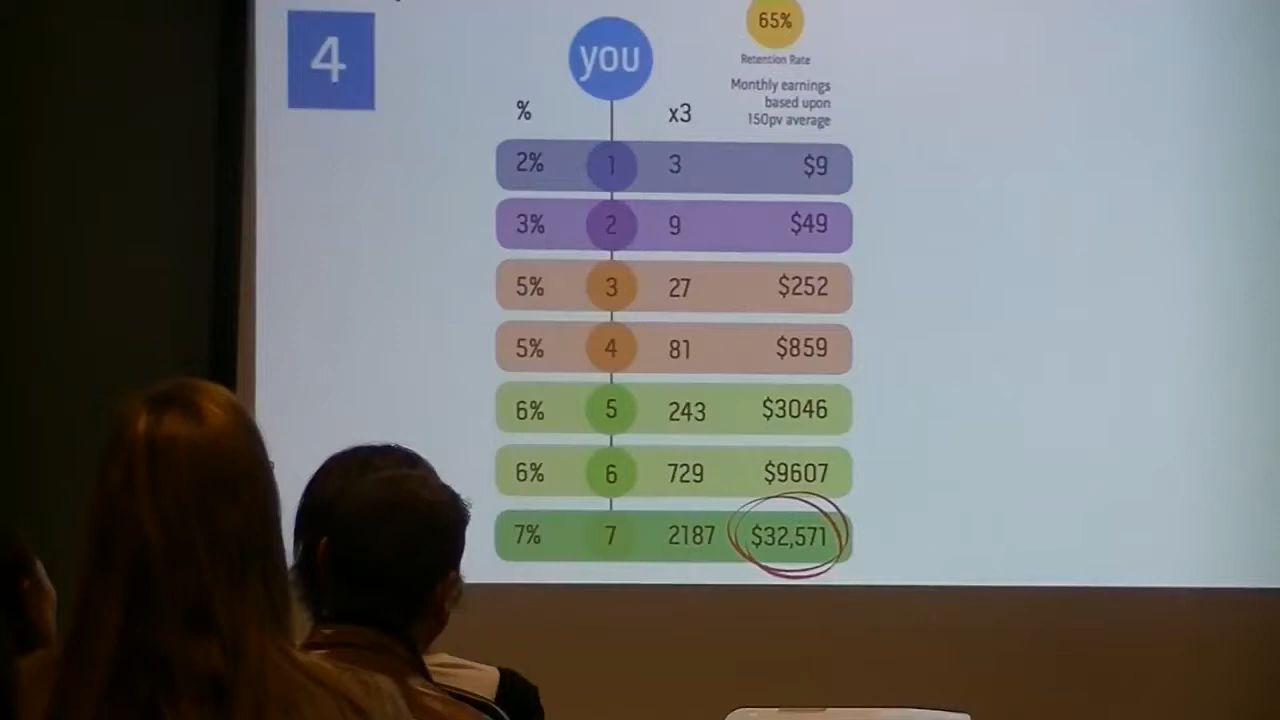 4
you
65%
Retention Rate
Monthly earnings
based upon
150pv average
% x3
2% 1 3 $9
3% 2 9 $49
5% 3 27 $252
5% 4 81 $859
6% 5 243 $3046
6% 6 729 $9607
7% 7 2187 $32,571